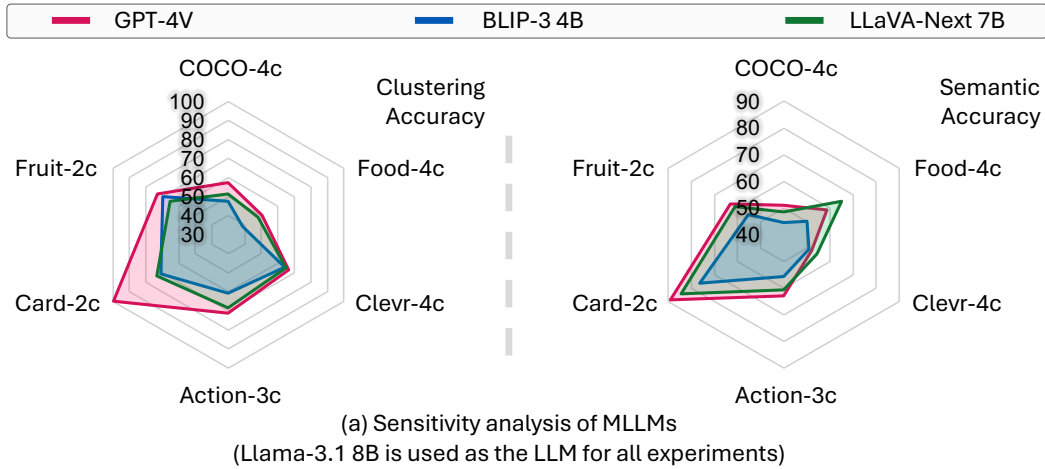 GPT-4V BLIP-3 4B LLaVA-Next 7B
COCO-4c
Clustering
Accuracy
100
90
80
70
60
50
40
30
Fruit-2c
Food-4c
Card-2c
Clevr-4c
Action-3c
COCO-4c
Semantic
Accuracy
90
80
70
60
50
40
Fruit-2c
Food-4c
Card-2c
Clevr-4c
Action-3c
(a) Sensitivity analysis of MLLMs
(Llama-3.1 8B is used as the LLM for all experiments)